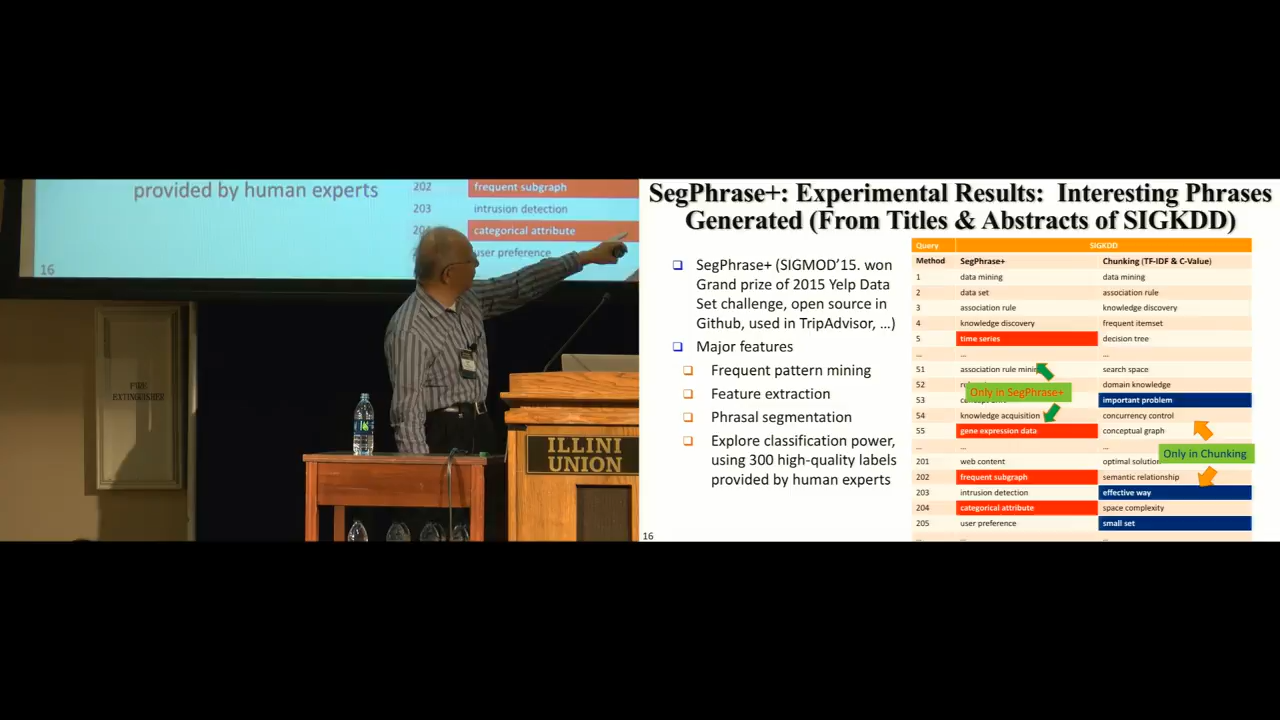 provided by human experts
202 frequent subgraph
203 intrusion detection
categorical attribute
user preference
16
FIRE
EXTINGUISHER
ILLINI
UNION
SegPhrase+: Experimental Results: Interesting Phrases
Generated (From Titles & Abstracts of SIGKDD)
SegPhrase+ (SIGMOD'15. won
Grand prize of 2015 Yelp Data
Set challenge, open source in
Github, used in TripAdvisor, …)
Major features
Frequent pattern mining
Feature extraction
Phrasal segmentation
Explore classification power,
using 300 high-quality labels
provided by human experts
16
Query SIGKDD
Method SegPhrase+ Chunking (TF-IDF & C-Value)
1 data mining data mining
2 data set association rule
3 association rule knowledge discovery
4 knowledge discovery frequent itemset
5 time series decision tree
… … …
51 association rule mining search space
52 domain knowledge
Only in SegPhrase+
53 important problem
54 knowledge acquisition concurrency control
55 gene expression data conceptual graph
… … …
Only in Chunking
201 web content optimal solution
202 frequent subgraph semantic relationship
203 intrusion detection effective way
204 categorical attribute space complexity
205 user preference small set
… … …